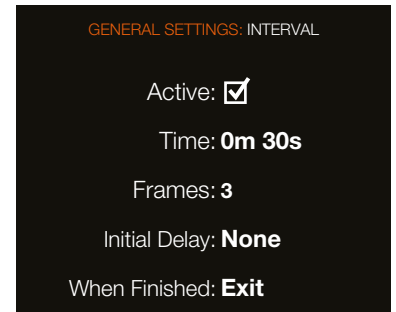 GENERAL SETTINGS: INTERVAL
Active:
Time: 0m 30s
Frames: 3
Initial Delay: None
When Finished: Exit